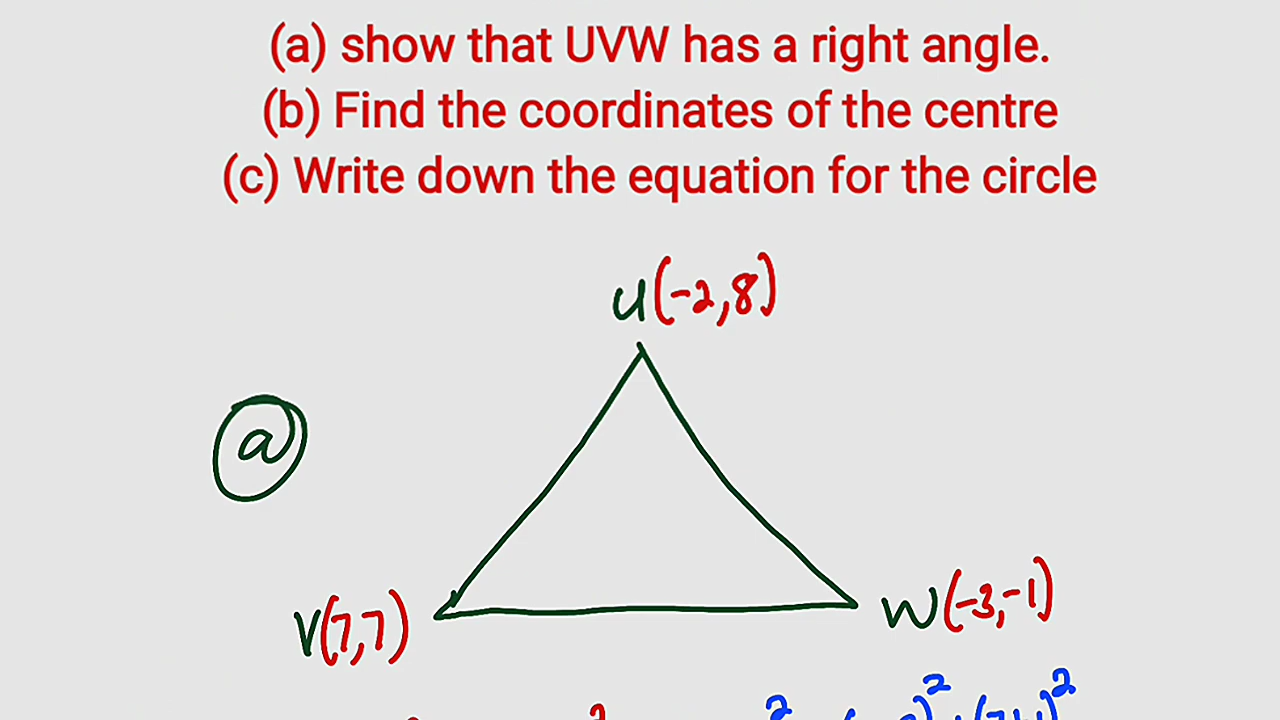 (a) show that UVW has a right angle.
(b) Find the coordinates of the centre
(c) Write down the equation for the circle
U(-2,8)
a
V(7,7)
W(-3,-1)